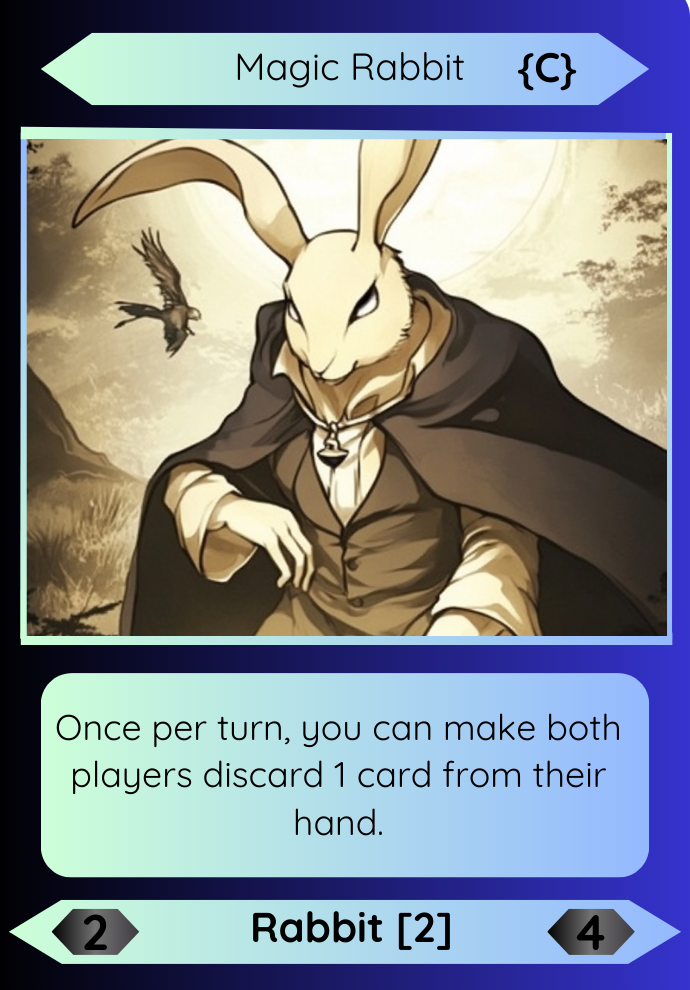 Magic Rabbit {C}
Once per turn, you can make both
players discard 1 card from their
hand.
2 Rabbit [2] 4